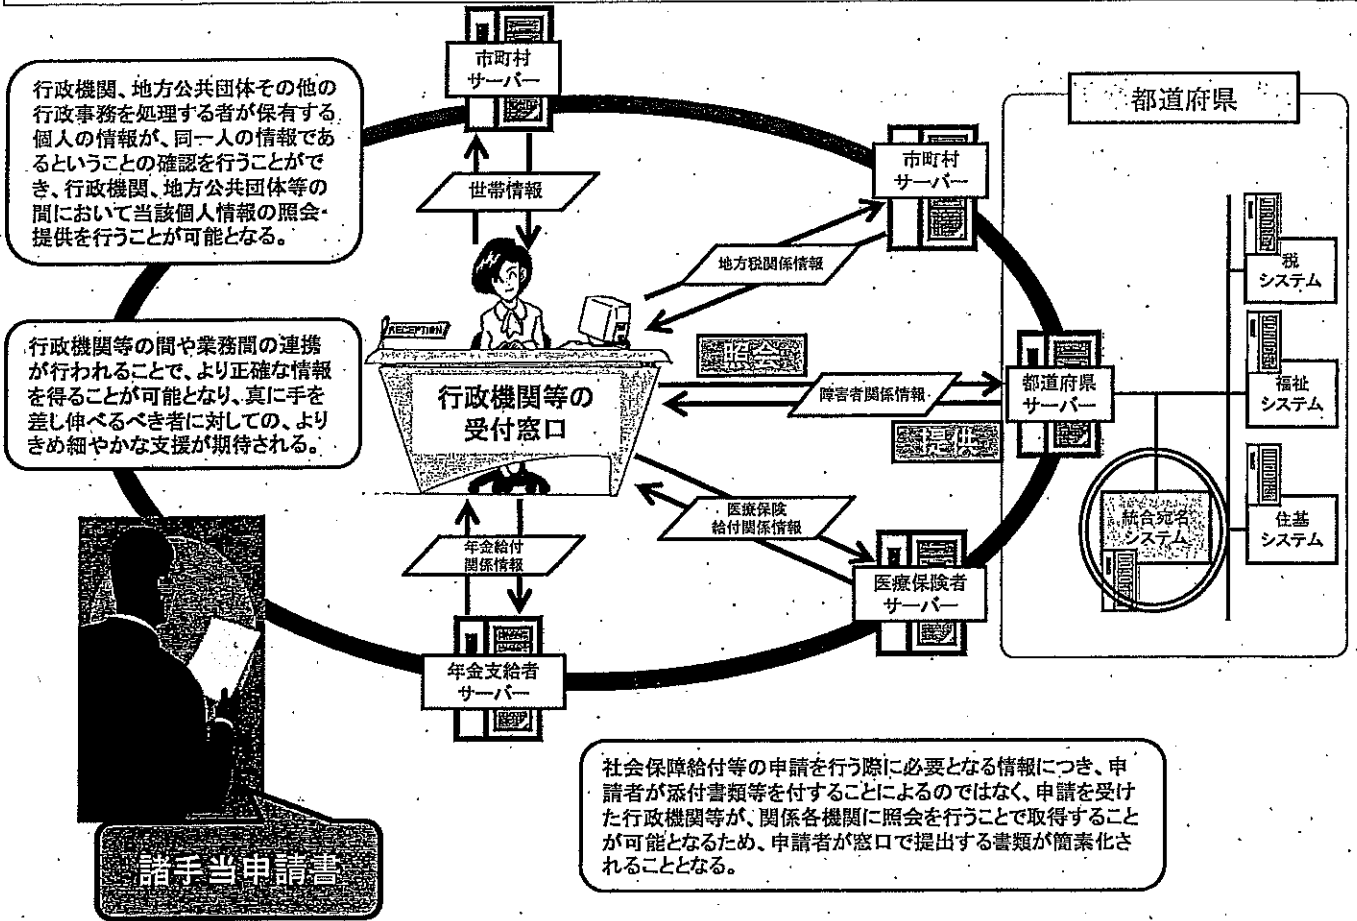 市町村
サーバー
行政機関、地方公共団体その他の
行政事務を処理する者が保有する
個人の情報が、同一人の情報であ
るということの確認を行うことがで
き、行政機関、地方公共団体等の
間において当該個人情報の照会・
提供を行うことが可能となる。
世帯情報
市町村
サーバー
都道府県
地方税関係情報
税
システム
RECEPTION
行政機関等の間や業務間の連携
が行われることで、より正確な情報
を得ることが可能となり、真に手を
差し伸べるべき者に対しての、より
きめ細やかな支援が期待される。
照会
行政機関等の
受付窓口
障害者関係情報
都道府県
サーバー
福祉
システム
提供
医療保険
給付関係情報
統合宛名
システム
住基
システム
年金給付
関係情報
医療保険者
サーバー
年金支給者
サーバー
社会保障給付等の申請を行う際に必要となる情報につき、申
請者が添付書類等を付することによるのではなく、申請を受け
た行政機関等が、関係各機関に照会を行うことで取得すること
が可能となるため、申請者が窓口で提出する書類が簡素化さ
れることとなる。
諸手当申請書